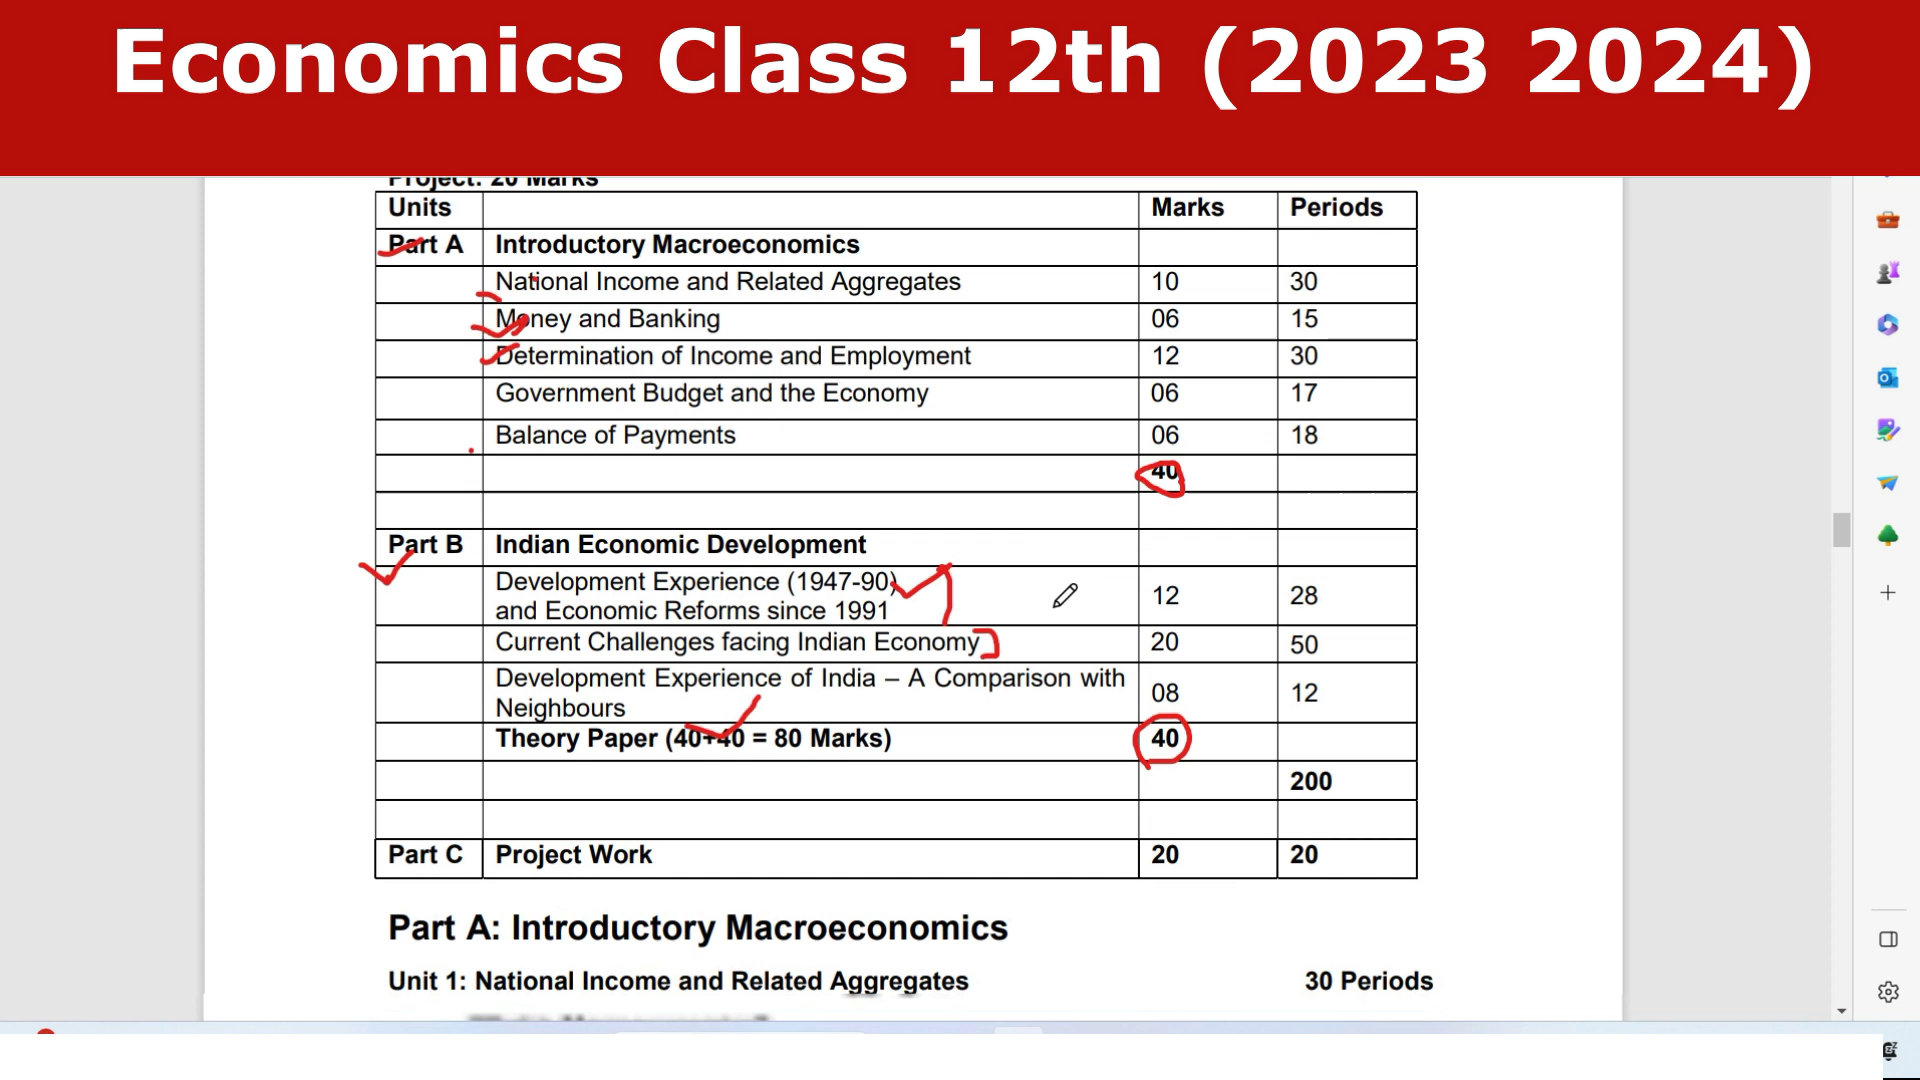 Economics Class 12th (2023 2024)
Project: 20 Marks
Units Marks Periods
Part A Introductory Macroeconomics
National Income and Related Aggregates 10 30
Money and Banking 06 15
Determination of Income and Employment 12 30
Government Budget and the Economy 06 17
Balance of Payments 06 18
40
Part B Indian Economic Development
Development Experience (1947-90)
and Economic Reforms since 1991 12 28
Current Challenges facing Indian Economy 20 50
Development Experience of India – A Comparison with
Neighbours 08 12
Theory Paper (40+40 = 80 Marks) 40
200
Part C Project Work 20 20
Part A: Introductory Macroeconomics
Unit 1: National Income and Related Aggregates 30 Periods